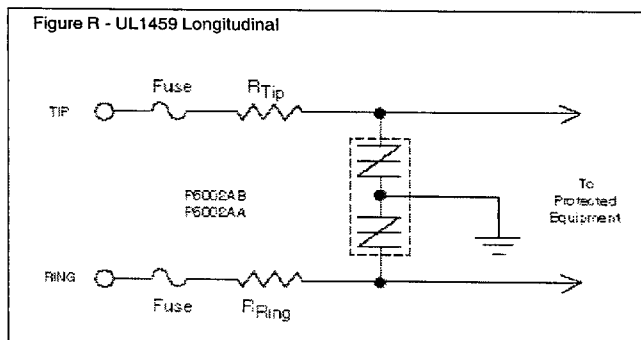 Figure R - UL1459 Longitudinal
Fuse
RTip
TIP
P6002AB
P6002AA
To
Protected
Equipment
RING
Fuse
RRing